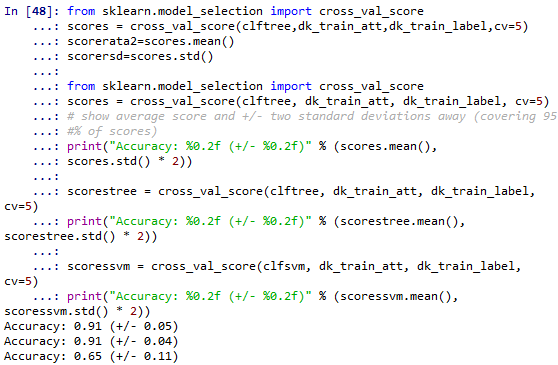 In [48]: from sklearn.model_selection import cross_val_score
    ...: scores = cross_val_score(clftree,dk_train_att,dk_train_label,cv=5)
    ...: scorerata2=scores.mean()
    ...: scorersd=scores.std()
    ...:
    ...: from sklearn.model_selection import cross_val_score
    ...: scores = cross_val_score(clftree, dk_train_att, dk_train_label, cv=5)
    ...: # show average score and +/- two standard deviations away (covering 95
    ...: #% of scores)
    ...: print("Accuracy: %0.2f (+/- %0.2f)" % (scores.mean(),
    ...: scores.std() * 2))
    ...:
    ...: scorestree = cross_val_score(clftree, dk_train_att, dk_train_label,
cv=5)
    ...: print("Accuracy: %0.2f (+/- %0.2f)" % (scorestree.mean(),
scorestree.std() * 2))
    ...:
    ...: scoressvm = cross_val_score(clfsvm, dk_train_att, dk_train_label,
cv=5)
    ...: print("Accuracy: %0.2f (+/- %0.2f)" % (scoressvm.mean(),
scoressvm.std() * 2))
Accuracy: 0.91 (+/- 0.05)
Accuracy: 0.91 (+/- 0.04)
Accuracy: 0.65 (+/- 0.11)